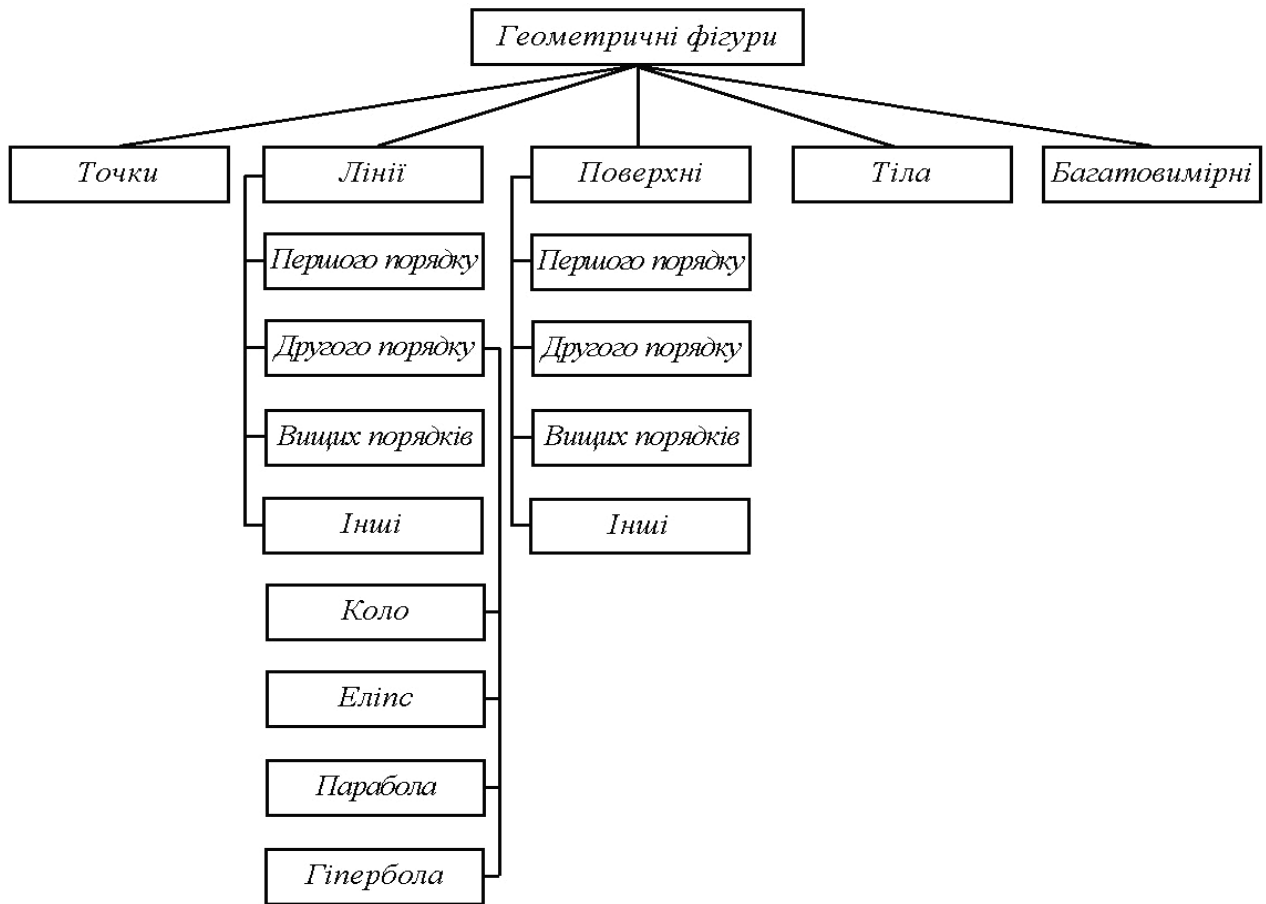 Геометричні фігури
Точки
Лінії
Поверхні
Тіла
Багатовимірні
Першого порядку
Першого порядку
Другого порядку
Другого порядку
Вищих порядків
Вищих порядків
Інші
Інші
Коло
Еліпс
Парабола
Гіпербола